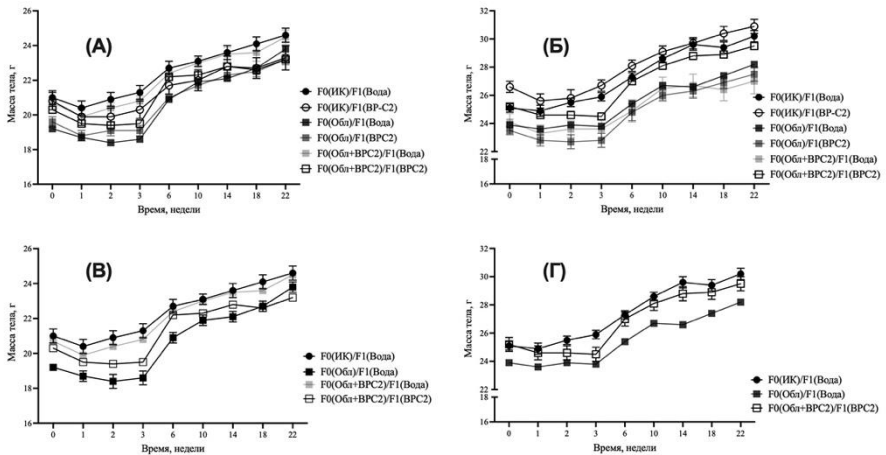 (А)
Масса тела, г
26
24
22
20
18
16
0 1 2 3 6 10 14 18 22
Время, недели
F0(ИК)/F1(Вода)
F0(ИК)/F1(ВР-С2)
F0(Обл)/F1(Вода)
F0(Обл)/F1(ВРС2)
F0(Обл+ВРС2)/F1(Вода)
F0(Обл+ВРС2)/F1(ВРС2)
(Б)
Масса тела, г
32
30
28
26
24
22
18
16
0 1 2 3 6 10 14 18 22
Время, недели
F0(ИК)/F1(Вода)
F0(ИК)/F1(ВР-С2)
F0(Обл)/F1(Вода)
F0(Обл)/F1(ВРС2)
F0(Обл+ВРС2)/F1(Вода)
F0(Обл+ВРС2)/F1(ВРС2)
(В)
Масса тела, г
26
24
22
20
18
16
0 1 2 3 6 10 14 18 22
Время, недели
F0(ИК)/F1(Вода)
F0(Обл)/F1(Вода)
F0(Обл+ВРС2)/F1(Вода)
F0(Обл+ВРС2)/F1(ВРС2)
(Г)
Масса тела, г
32
30
28
26
24
22
18
16
0 1 2 3 6 10 14 18 22
Время, недели
F0(ИК)/F1(Вода)
F0(Обл)/F1(Вода)
F0(Обл+ВРС2)/F1(ВРС2)